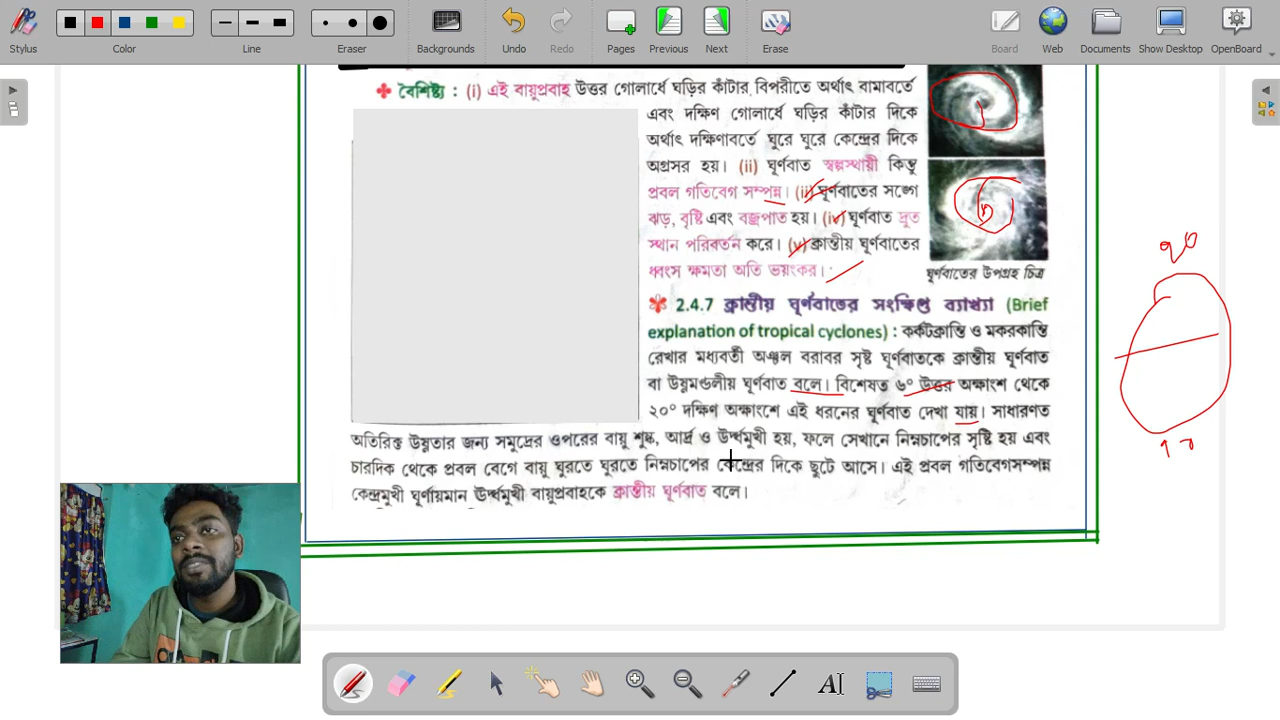 Stylus Color Line Eraser Backgrounds Undo Redo Pages Previous Next Erase Board Web Documents Show Desktop OpenBoard
বৈশিষ্ট্য : (i) এই বায়ুপ্রবাহ উত্তর গোলার্ধে ঘড়ির কাঁটার বিপরীতে অর্থাৎ বামাবর্তে
এবং দক্ষিণ গোলার্ধে ঘড়ির কাঁটার দিকে
অর্থাৎ দক্ষিণাবর্তে ঘুরে ঘুরে কেন্দ্রের দিকে
অগ্রসর হয়। (ii) ঘূর্ণবাত স্বল্পস্থায়ী কিন্তু
প্রবল গতিবেগ সম্পন্ন। (iii) ঘূর্ণবাতের সঙ্গে
ঝড়, বৃষ্টি এবং বজ্রপাত হয়। (iv) ঘূর্ণবাত দ্রুত
স্থান পরিবর্তন করে। (v) ক্রান্তীয় ঘূর্ণবাতের
ধ্বংস ক্ষমতা অতি ভয়ংকর।
ঘূর্ণবাতের উপগ্রহ চিত্র
2.4.7 ক্রান্তীয় ঘূর্ণবাতের সংক্ষিপ্ত ব্যাখ্যা (Brief
explanation of tropical cyclones) : কর্কটক্রান্তি ও মকরক্রান্তি
রেখার মধ্যবর্তী অঞ্চল বরাবর সৃষ্ট ঘূর্ণবাতকে ক্রান্তীয় ঘূর্ণবাত
বা উষ্ণমণ্ডলীয় ঘূর্ণবাত বলে। বিশেষত ৬° উত্তর অক্ষাংশ থেকে
২০° দক্ষিণ অক্ষাংশে এই ধরনের ঘূর্ণবাত দেখা যায়। সাধারণত
অতিরিক্ত উষ্ণতার জন্য সমুদ্রের ওপরের বায়ু শুষ্ক, আর্দ্র ও উর্ধ্বমুখী হয়, ফলে সেখানে নিম্নচাপের সৃষ্টি হয় এবং
চারদিক থেকে প্রবল বেগে বায়ু ঘুরতে ঘুরতে নিম্নচাপের কেন্দ্রের দিকে ছুটে আসে। এই প্রবল গতিবেগসম্পন্ন
কেন্দ্রমুখী ঘূর্ণায়মান ঊর্ধ্বমুখী বায়ুপ্রবাহকে ক্রান্তীয় ঘূর্ণবাত বলে।